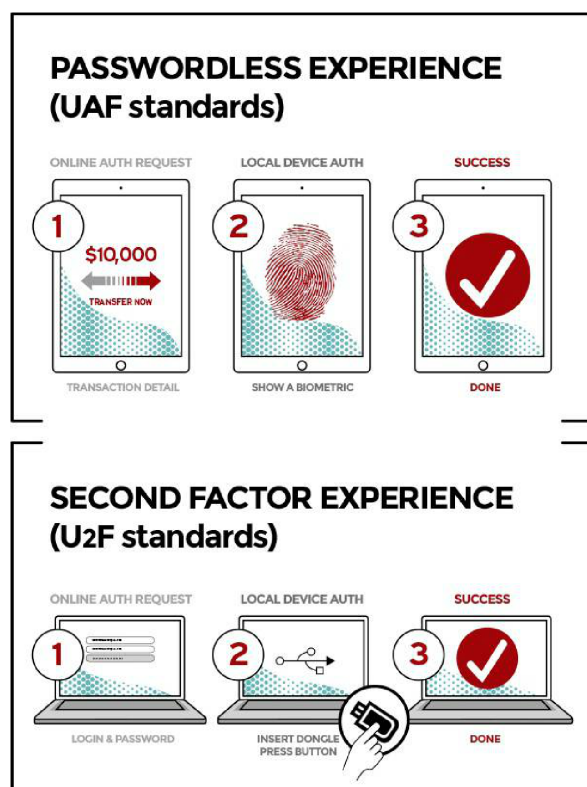 PASSWORDLESS EXPERIENCE
(UAF standards)
ONLINE AUTH REQUEST
LOCAL DEVICE AUTH
SUCCESS
1
2
3
$10,000
TRANSFER NOW
TRANSACTION DETAIL
SHOW A BIOMETRIC
DONE
SECOND FACTOR EXPERIENCE
(U2F standards)
ONLINE AUTH REQUEST
LOCAL DEVICE AUTH
SUCCESS
1
2
3
LOGIN & PASSWORD
INSERT DONGLE
PRESS BUTTON
DONE